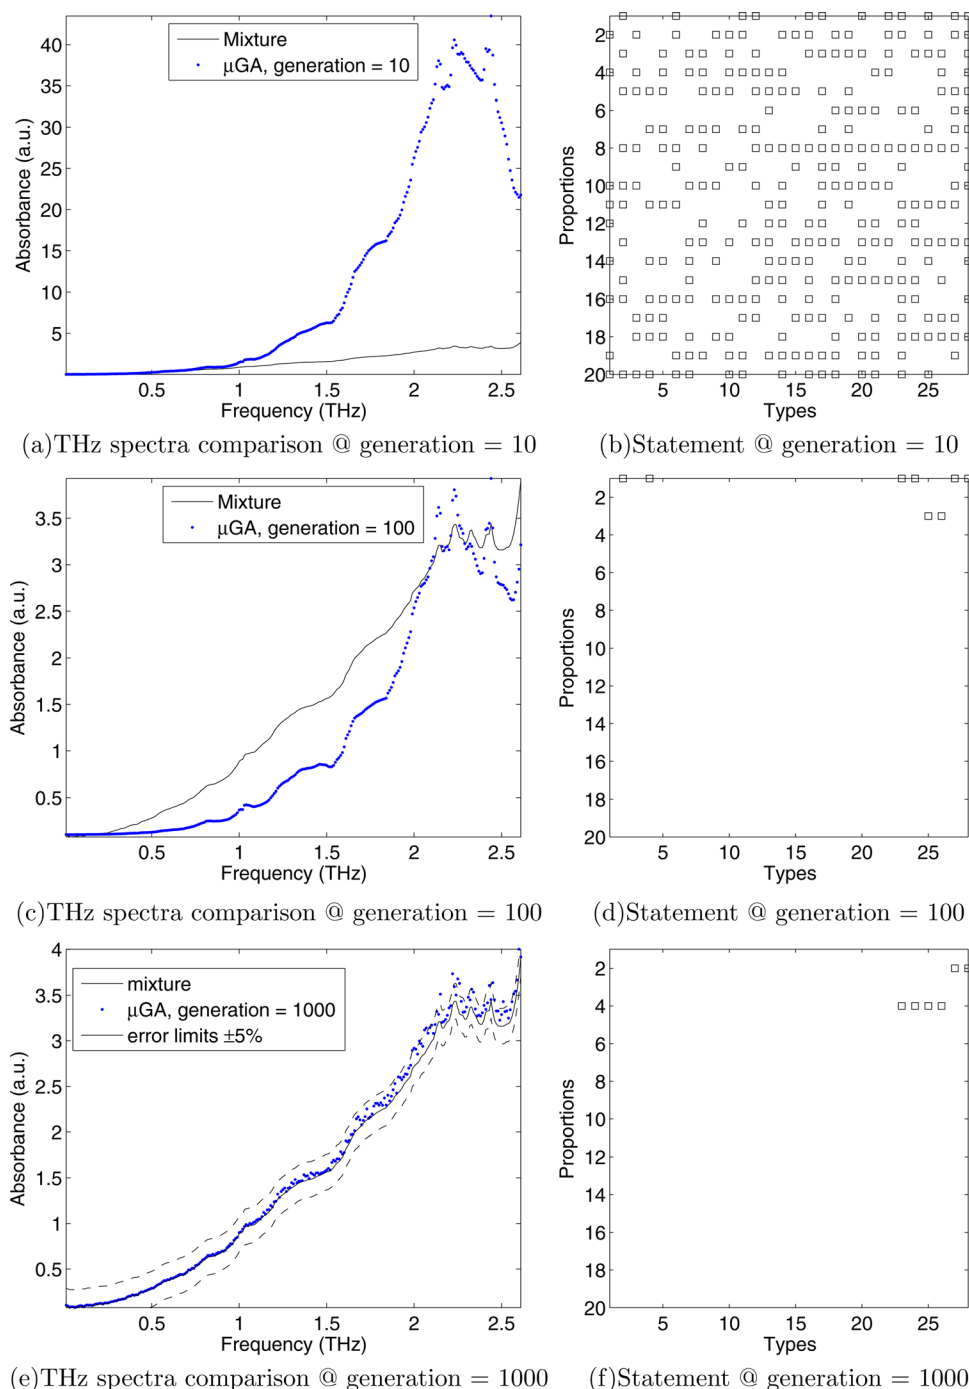 40
35
30
25
20
15
10
5
Absorbance (a.u.)
Mixture
µGA, generation = 10
0.5 1 1.5 2 2.5
Frequency (THz)
(a)THz spectra comparison @ generation = 10
2
4
6
8
10
12
14
16
18
20
Proportions
5 10 15 20 25
Types
(b)Statement @ generation = 10
3.5
3
2.5
2
1.5
1
0.5
Absorbance (a.u.)
Mixture
µGA, generation = 100
0.5 1 1.5 2 2.5
Frequency (THz)
(c)THz spectra comparison @ generation = 100
2
4
6
8
10
12
14
16
18
20
Proportions
5 10 15 20 25
Types
(d)Statement @ generation = 100
4
3.5
3
2.5
2
1.5
1
0.5
Absorbance (a.u.)
mixture
µGA, generation = 1000
error limits ±5%
0.5 1 1.5 2 2.5
Frequency (THz)
(e)THz spectra comparison @ generation = 1000
2
4
6
8
10
12
14
16
18
20
Proportions
5 10 15 20 25
Types
(f)Statement @ generation = 1000